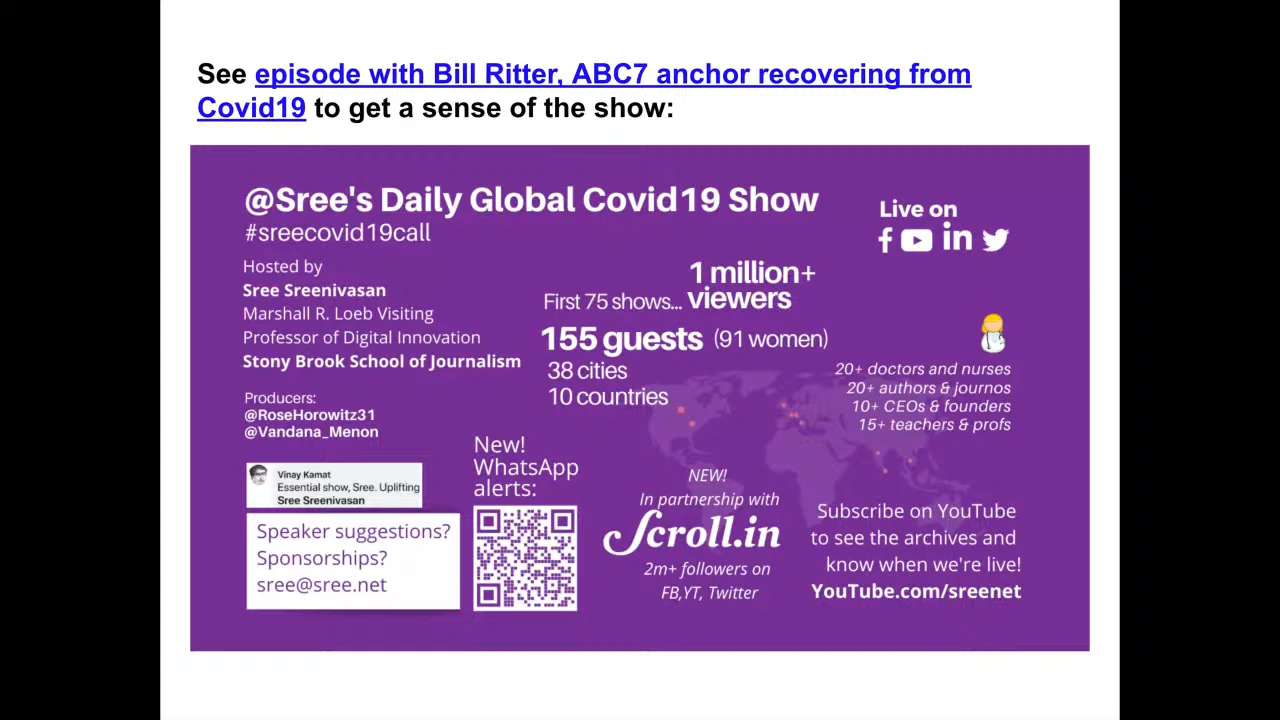 See episode with Bill Ritter, ABC7 anchor recovering from
Covid19 to get a sense of the show:
@Sree's Daily Global Covid19 Show
#sreecovid19call
Hosted by
Sree Sreenivasan
Marshall R. Loeb Visiting
Professor of Digital Innovation
Stony Brook School of Journalism
Producers:
@RoseHorowitz31
@Vandana_Menon
Vinay Kamat
Essential show, Sree. Uplifting
Sree Sreenivasan
Speaker suggestions?
Sponsorships?
sree@sree.net
New!
WhatsApp
alerts:
First 75 shows... 1 million+
viewers
155 guests (91 women)
38 cities
10 countries
NEW!
In partnership with
Scroll.in
2m+ followers on
FB,YT, Twitter
Live on
20+ doctors and nurses
20+ authors & journos
10+ CEOs & founders
15+ teachers & profs
Subscribe on YouTube
to see the archives and
know when we're live!
YouTube.com/sreenet